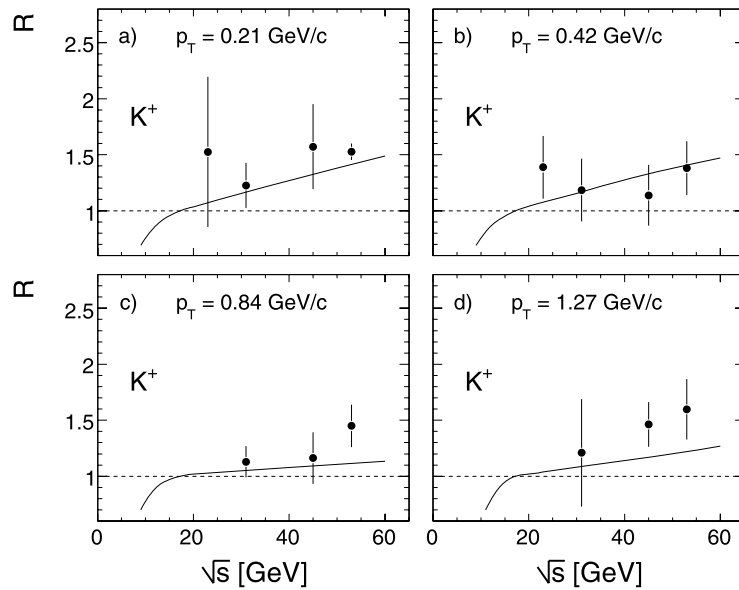 R
a) p_T = 0.21 GeV/c
b) p_T = 0.42 GeV/c
2.5
2
K⁺
K⁺
1.5
1
R
c) p_T = 0.84 GeV/c
d) p_T = 1.27 GeV/c
2.5
2
K⁺
K⁺
1.5
1
0 20 40 60 0 20 40 60
√s [GeV] √s [GeV]